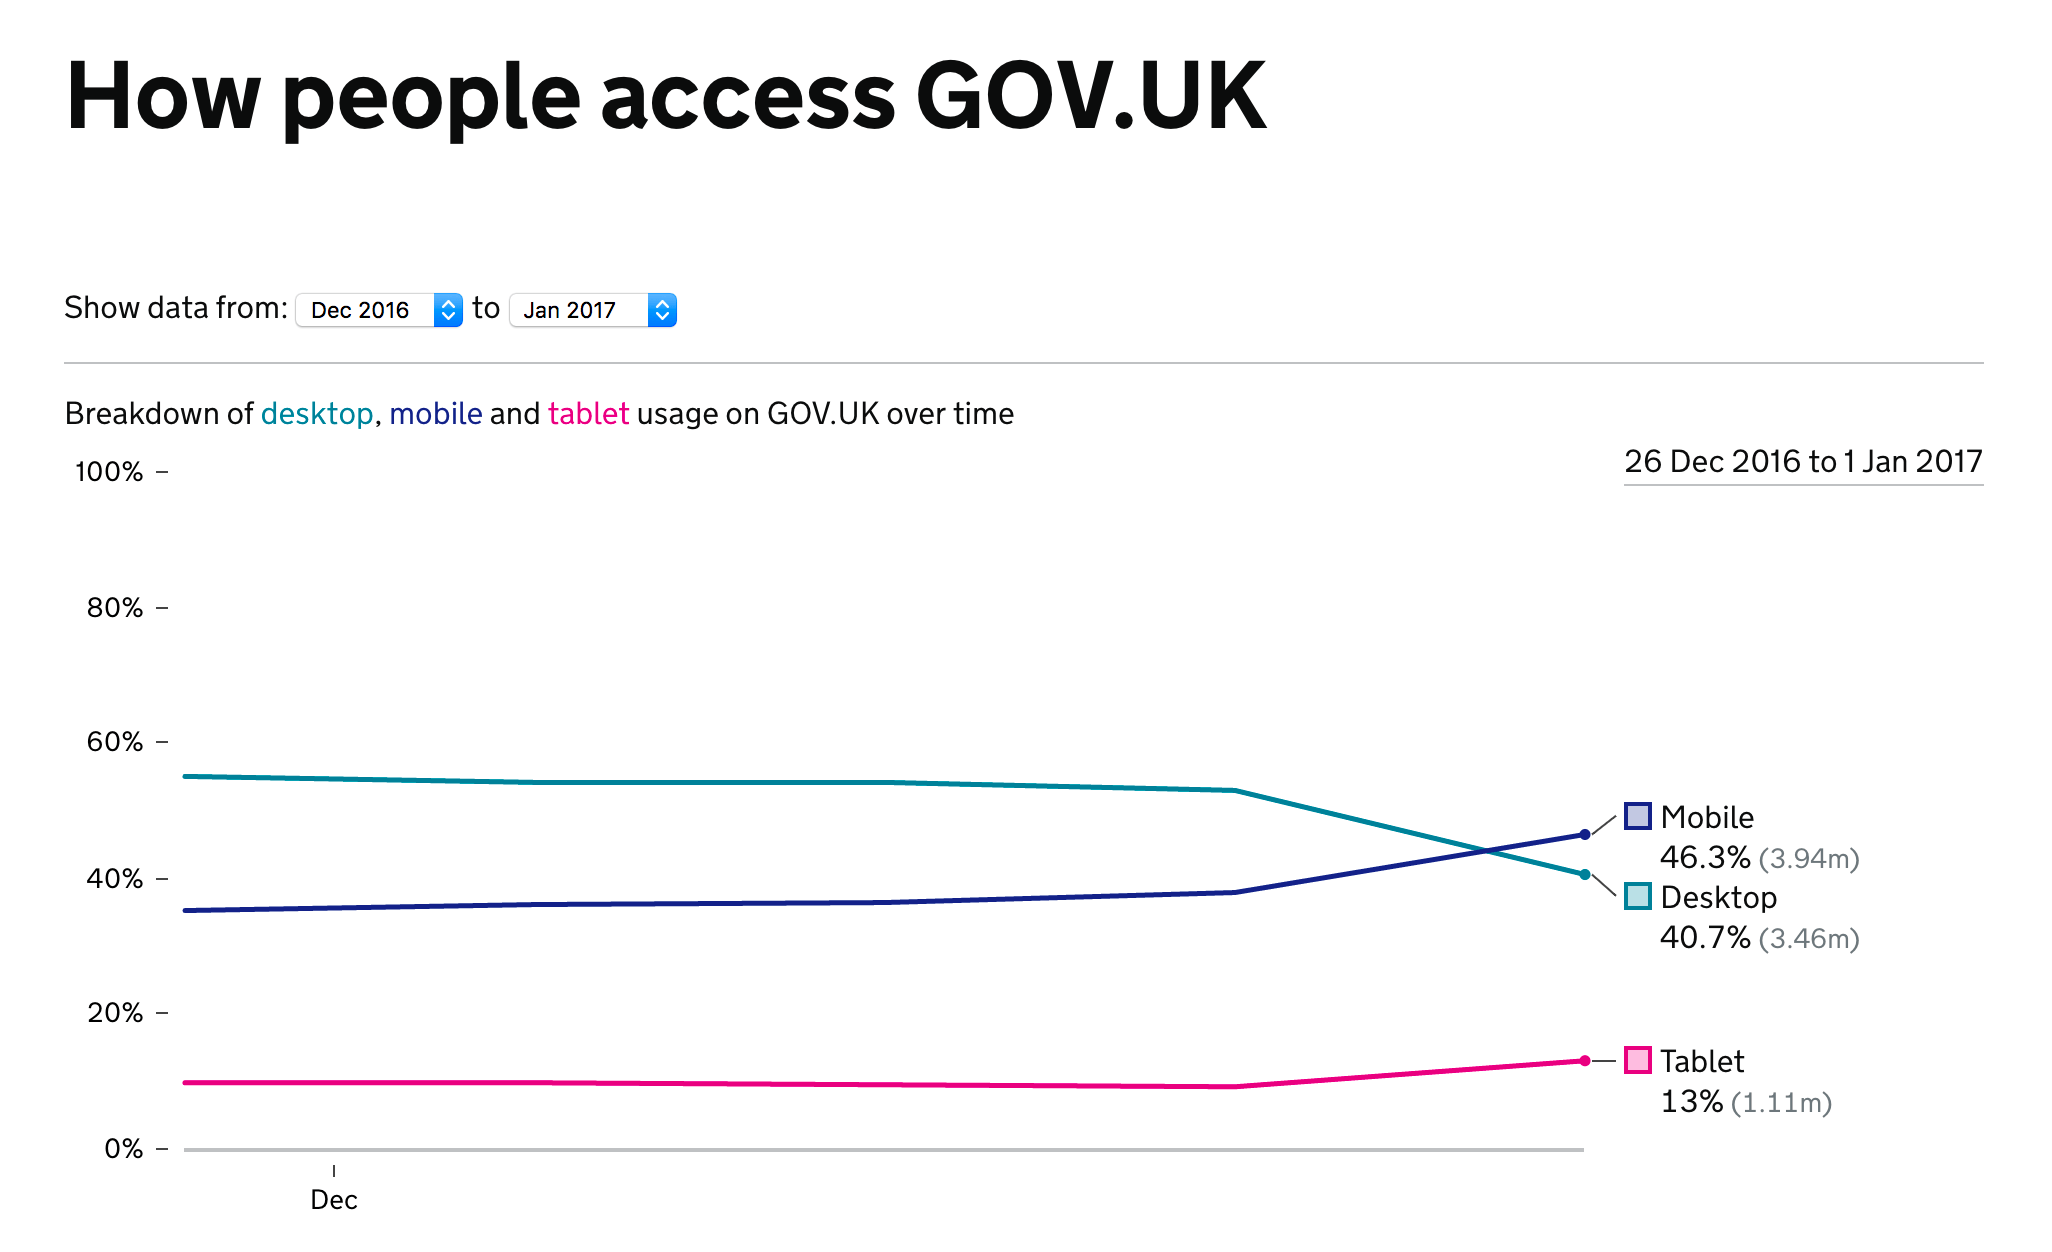 How people access GOV.UK
Show data from: Dec 2016 to Jan 2017
Breakdown of desktop, mobile and tablet usage on GOV.UK over time
26 Dec 2016 to 1 Jan 2017
100%
80%
60%
40%
20%
0%
Dec
Mobile
46.3% (3.94m)
Desktop
40.7% (3.46m)
Tablet
13% (1.11m)